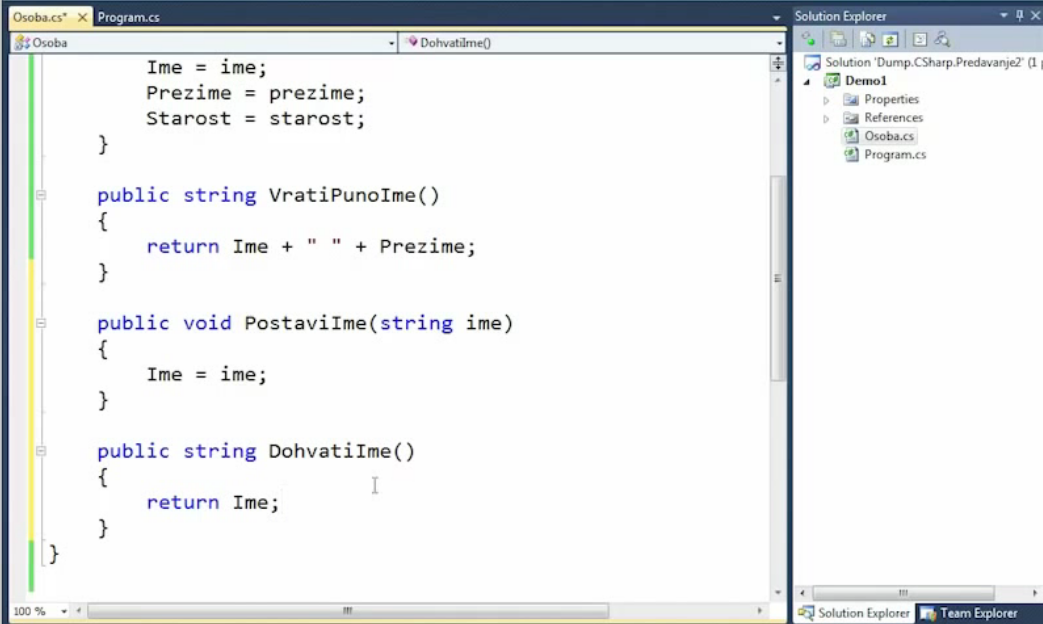 Osoba.cs* Program.cs
Osoba DohvatiIme()
Ime = ime;
Prezime = prezime;
Starost = starost;
}
public string VratiPunoIme()
{
return Ime + " " + Prezime;
}
public void PostaviIme(string ime)
{
Ime = ime;
}
public string DohvatiIme()
{
return Ime;
}
}
100 %
Solution Explorer
Solution 'Dump.CSharp.Predavanje2' (1 p
Demo1
Properties
References
Osoba.cs
Program.cs
Solution Explorer Team Explorer